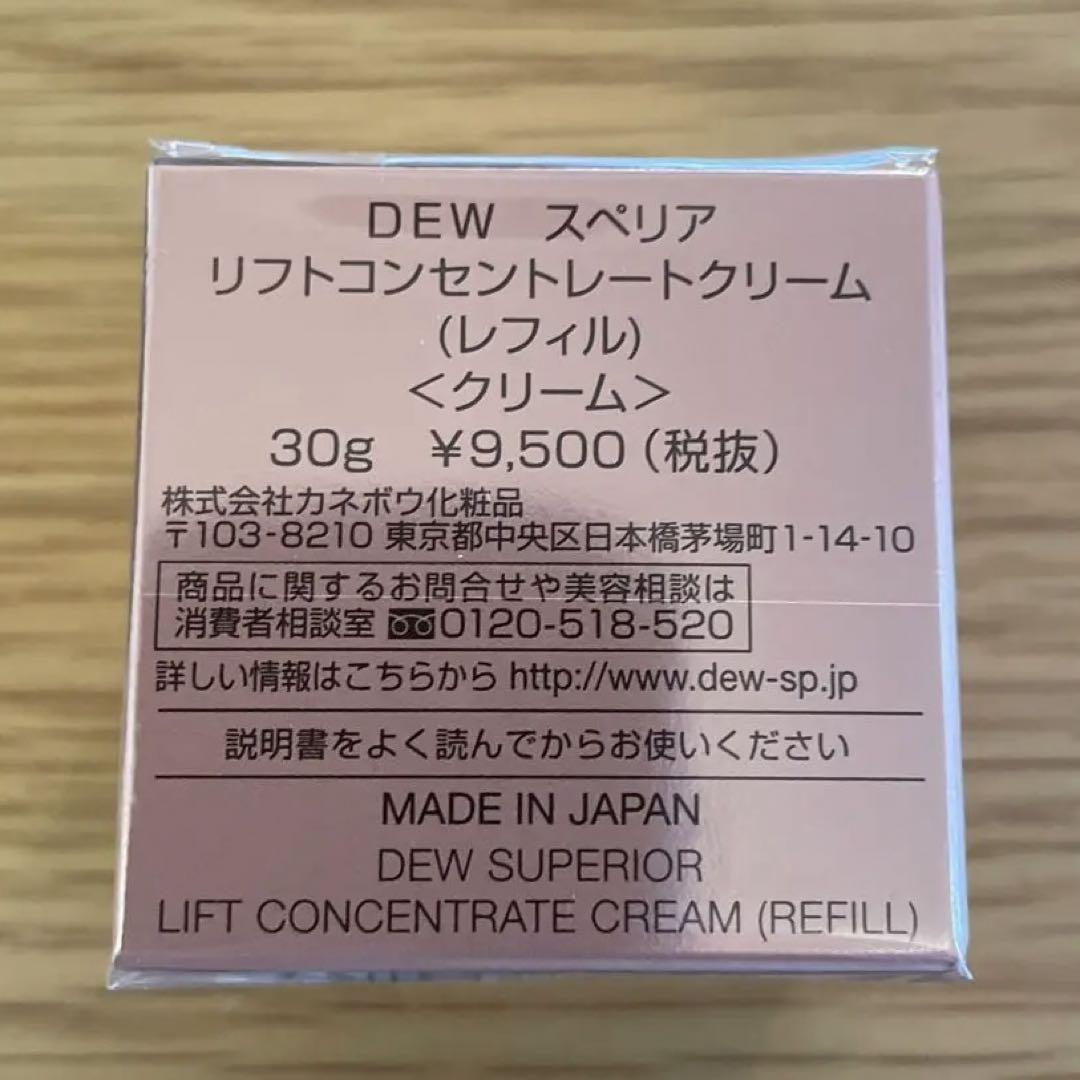 DEW スペリア
リフトコンセントレートクリーム
(レフィル)
＜クリーム＞
30g ¥9,500(税抜)
株式会社カネボウ化粧品
〒103-8210 東京都中央区日本橋茅場町1-14-10
商品に関するお問合せや美容相談は
消費者相談室 0120-518-520
詳しい情報はこちらから http://www.dew-sp.jp
説明書をよく読んでからお使いください
MADE IN JAPAN
DEW SUPERIOR
LIFT CONCENTRATE CREAM (REFILL)